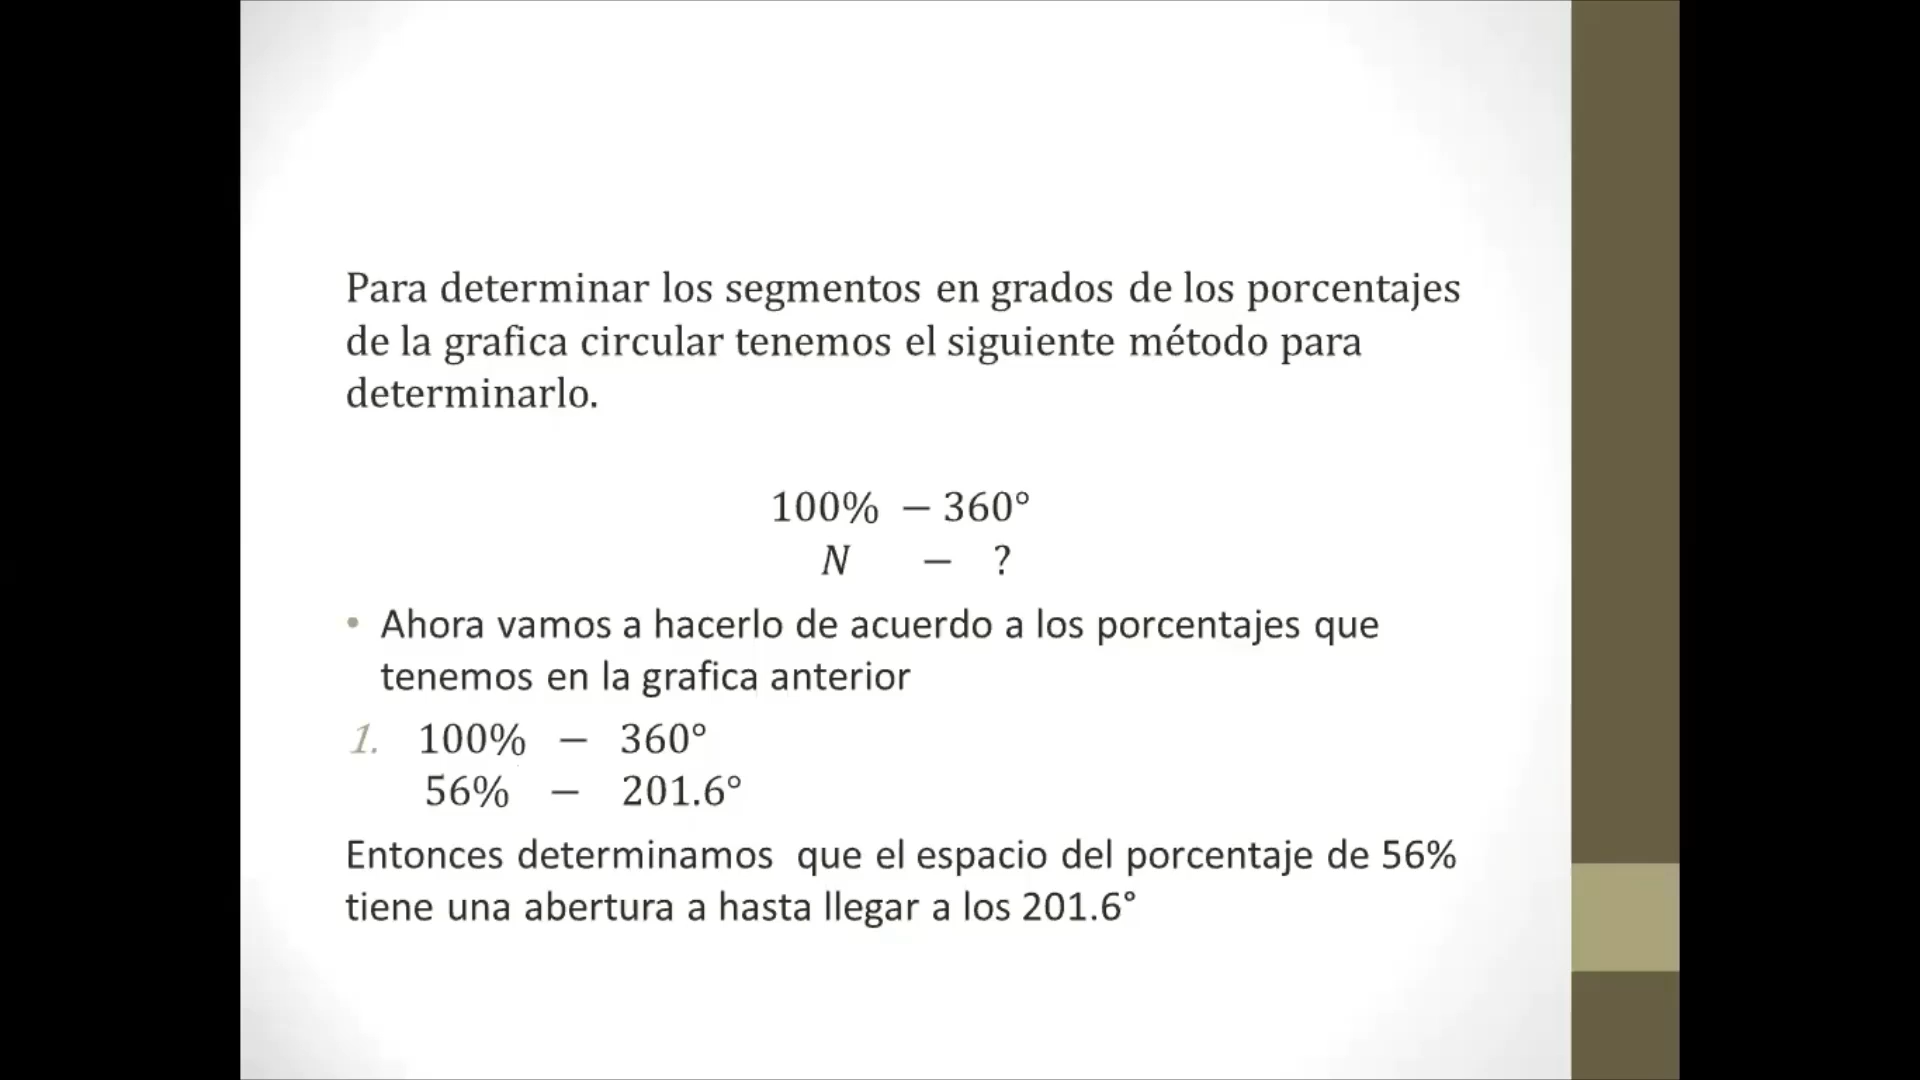 Para determinar los segmentos en grados de los porcentajes
de la grafica circular tenemos el siguiente método para
determinarlo.
100% − 360°
N − ?
• Ahora vamos a hacerlo de acuerdo a los porcentajes que
tenemos en la grafica anterior
1. 100% − 360°
56% − 201.6°
Entonces determinamos que el espacio del porcentaje de 56%
tiene una abertura a hasta llegar a los 201.6°